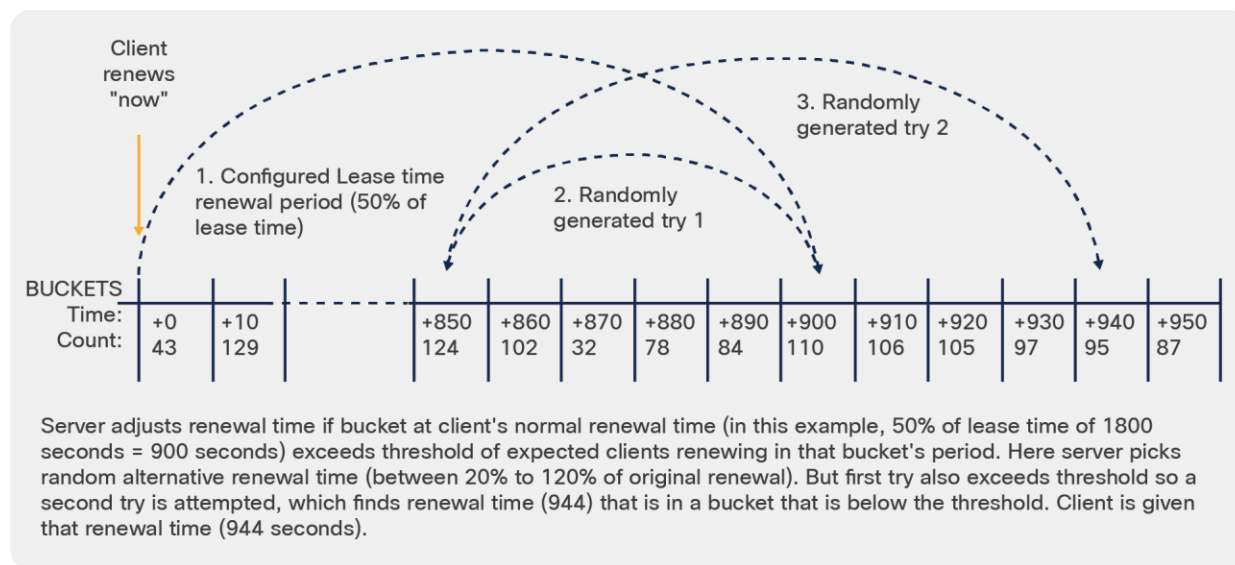 Client
renews
"now"
3. Randomly
generated try 2
1. Configured Lease time
renewal period (50% of
lease time)
2. Randomly
generated try 1
BUCKETS
Time: +0 +10 +850 +860 +870 +880 +890 +900 +910 +920 +930 +940 +950
Count: 43 129 124 102 32 78 84 110 106 105 97 95 87
Server adjusts renewal time if bucket at client's normal renewal time (in this example, 50% of lease time of 1800
seconds = 900 seconds) exceeds threshold of expected clients renewing in that bucket's period. Here server picks
random alternative renewal time (between 20% to 120% of original renewal). But first try also exceeds threshold so a
second try is attempted, which finds renewal time (944) that is in a bucket that is below the threshold. Client is given
that renewal time (944 seconds).